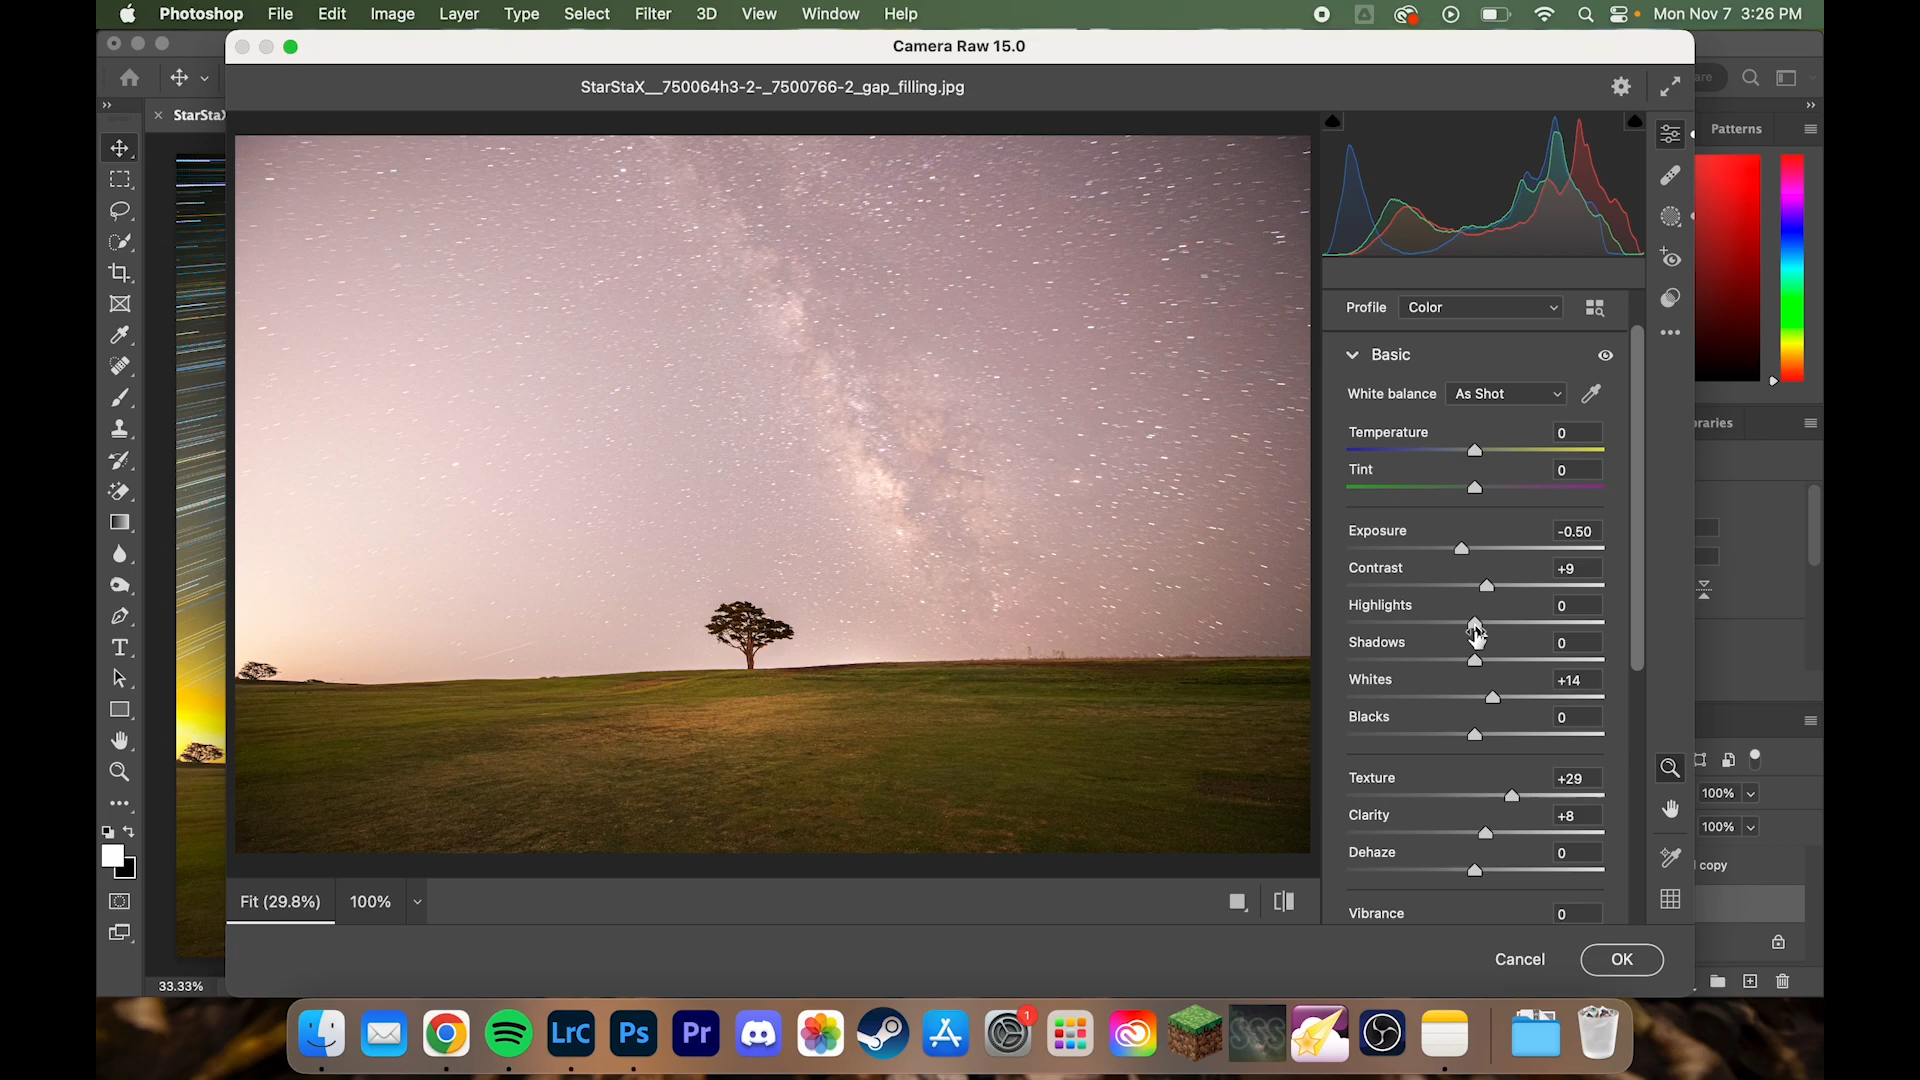 Photoshop File Edit Image Layer Type Select Filter 3D View Window Help Mon Nov 7 3:26 PM
Camera Raw 15.0
StarStaX__750064h3-2-_7500766-2_gap_filling.jpg
StarStaX
Patterns
Profile Color
Basic
White balance As Shot
Temperature 0
Tint 0
Exposure -0.50
Contrast +9
Highlights 0
Shadows 0
Whites +14
Blacks 0
Texture +29
Clarity +8
Dehaze 0
Vibrance 0
100%
100%
copy
Fit (29.8%) 100%
Cancel OK
33.33%
1
LrC Ps Pr
SCS